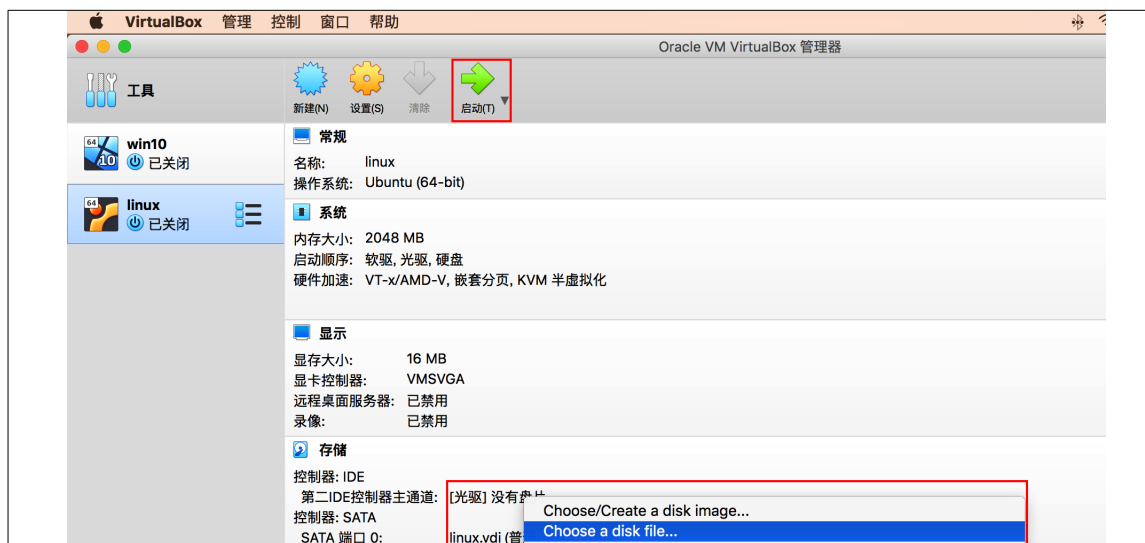 VirtualBox 管理 控制 窗口 帮助
Oracle VM VirtualBox 管理器
工具
新建(N) 设置(S) 清除 启动(T)
64 win10
10 已关闭
64 linux
已关闭
常规
名称: linux
操作系统: Ubuntu (64-bit)
系统
内存大小: 2048 MB
启动顺序: 软驱, 光驱, 硬盘
硬件加速: VT-x/AMD-V, 嵌套分页, KVM 半虚拟化
显示
显存大小: 16 MB
显卡控制器: VMSVGA
远程桌面服务器: 已禁用
录像: 已禁用
存储
控制器: IDE
第二IDE控制器主通道: [光驱] 没有盘片
控制器: SATA
SATA 端口 0: linux.vdi (普
Choose/Create a disk image...
Choose a disk file...